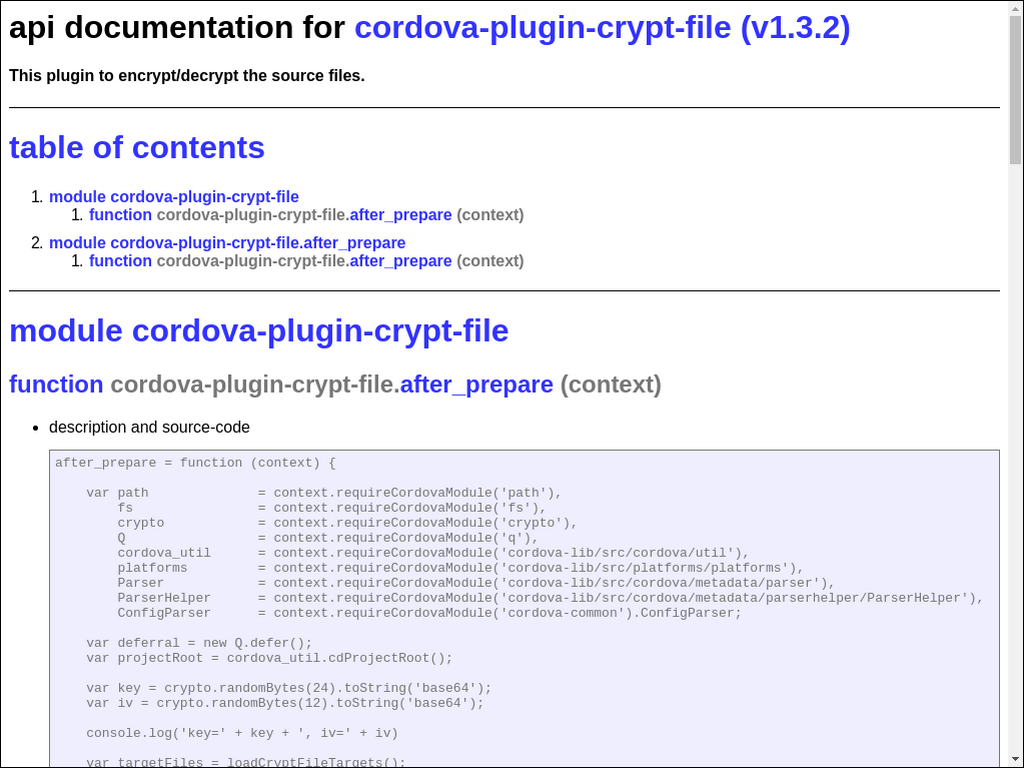 api documentation for cordova-plugin-crypt-file (v1.3.2)
This plugin to encrypt/decrypt the source files.
table of contents
1. module cordova-plugin-crypt-file
1. function cordova-plugin-crypt-file.after_prepare (context)
2. module cordova-plugin-crypt-file.after_prepare
1. function cordova-plugin-crypt-file.after_prepare (context)
module cordova-plugin-crypt-file
function cordova-plugin-crypt-file.after_prepare (context)
• description and source-code
after_prepare = function (context) {
    var path              = context.requireCordovaModule('path'),
        fs                = context.requireCordovaModule('fs'),
        crypto            = context.requireCordovaModule('crypto'),
        Q                 = context.requireCordovaModule('q'),
        cordova_util      = context.requireCordovaModule('cordova-lib/src/cordova/util'),
        platforms         = context.requireCordovaModule('cordova-lib/src/platforms/platforms'),
        Parser            = context.requireCordovaModule('cordova-lib/src/cordova/metadata/parser'),
        ParserHelper      = context.requireCordovaModule('cordova-lib/src/cordova/metadata/parserhelper/ParserHelper'),
        ConfigParser      = context.requireCordovaModule('cordova-common').ConfigParser;
    var deferral = new Q.defer();
    var projectRoot = cordova_util.cdProjectRoot();
    var key = crypto.randomBytes(24).toString('base64');
    var iv = crypto.randomBytes(12).toString('base64');
    console.log('key=' + key + ', iv=' + iv)
    var targetFiles = loadCryptFileTargets();